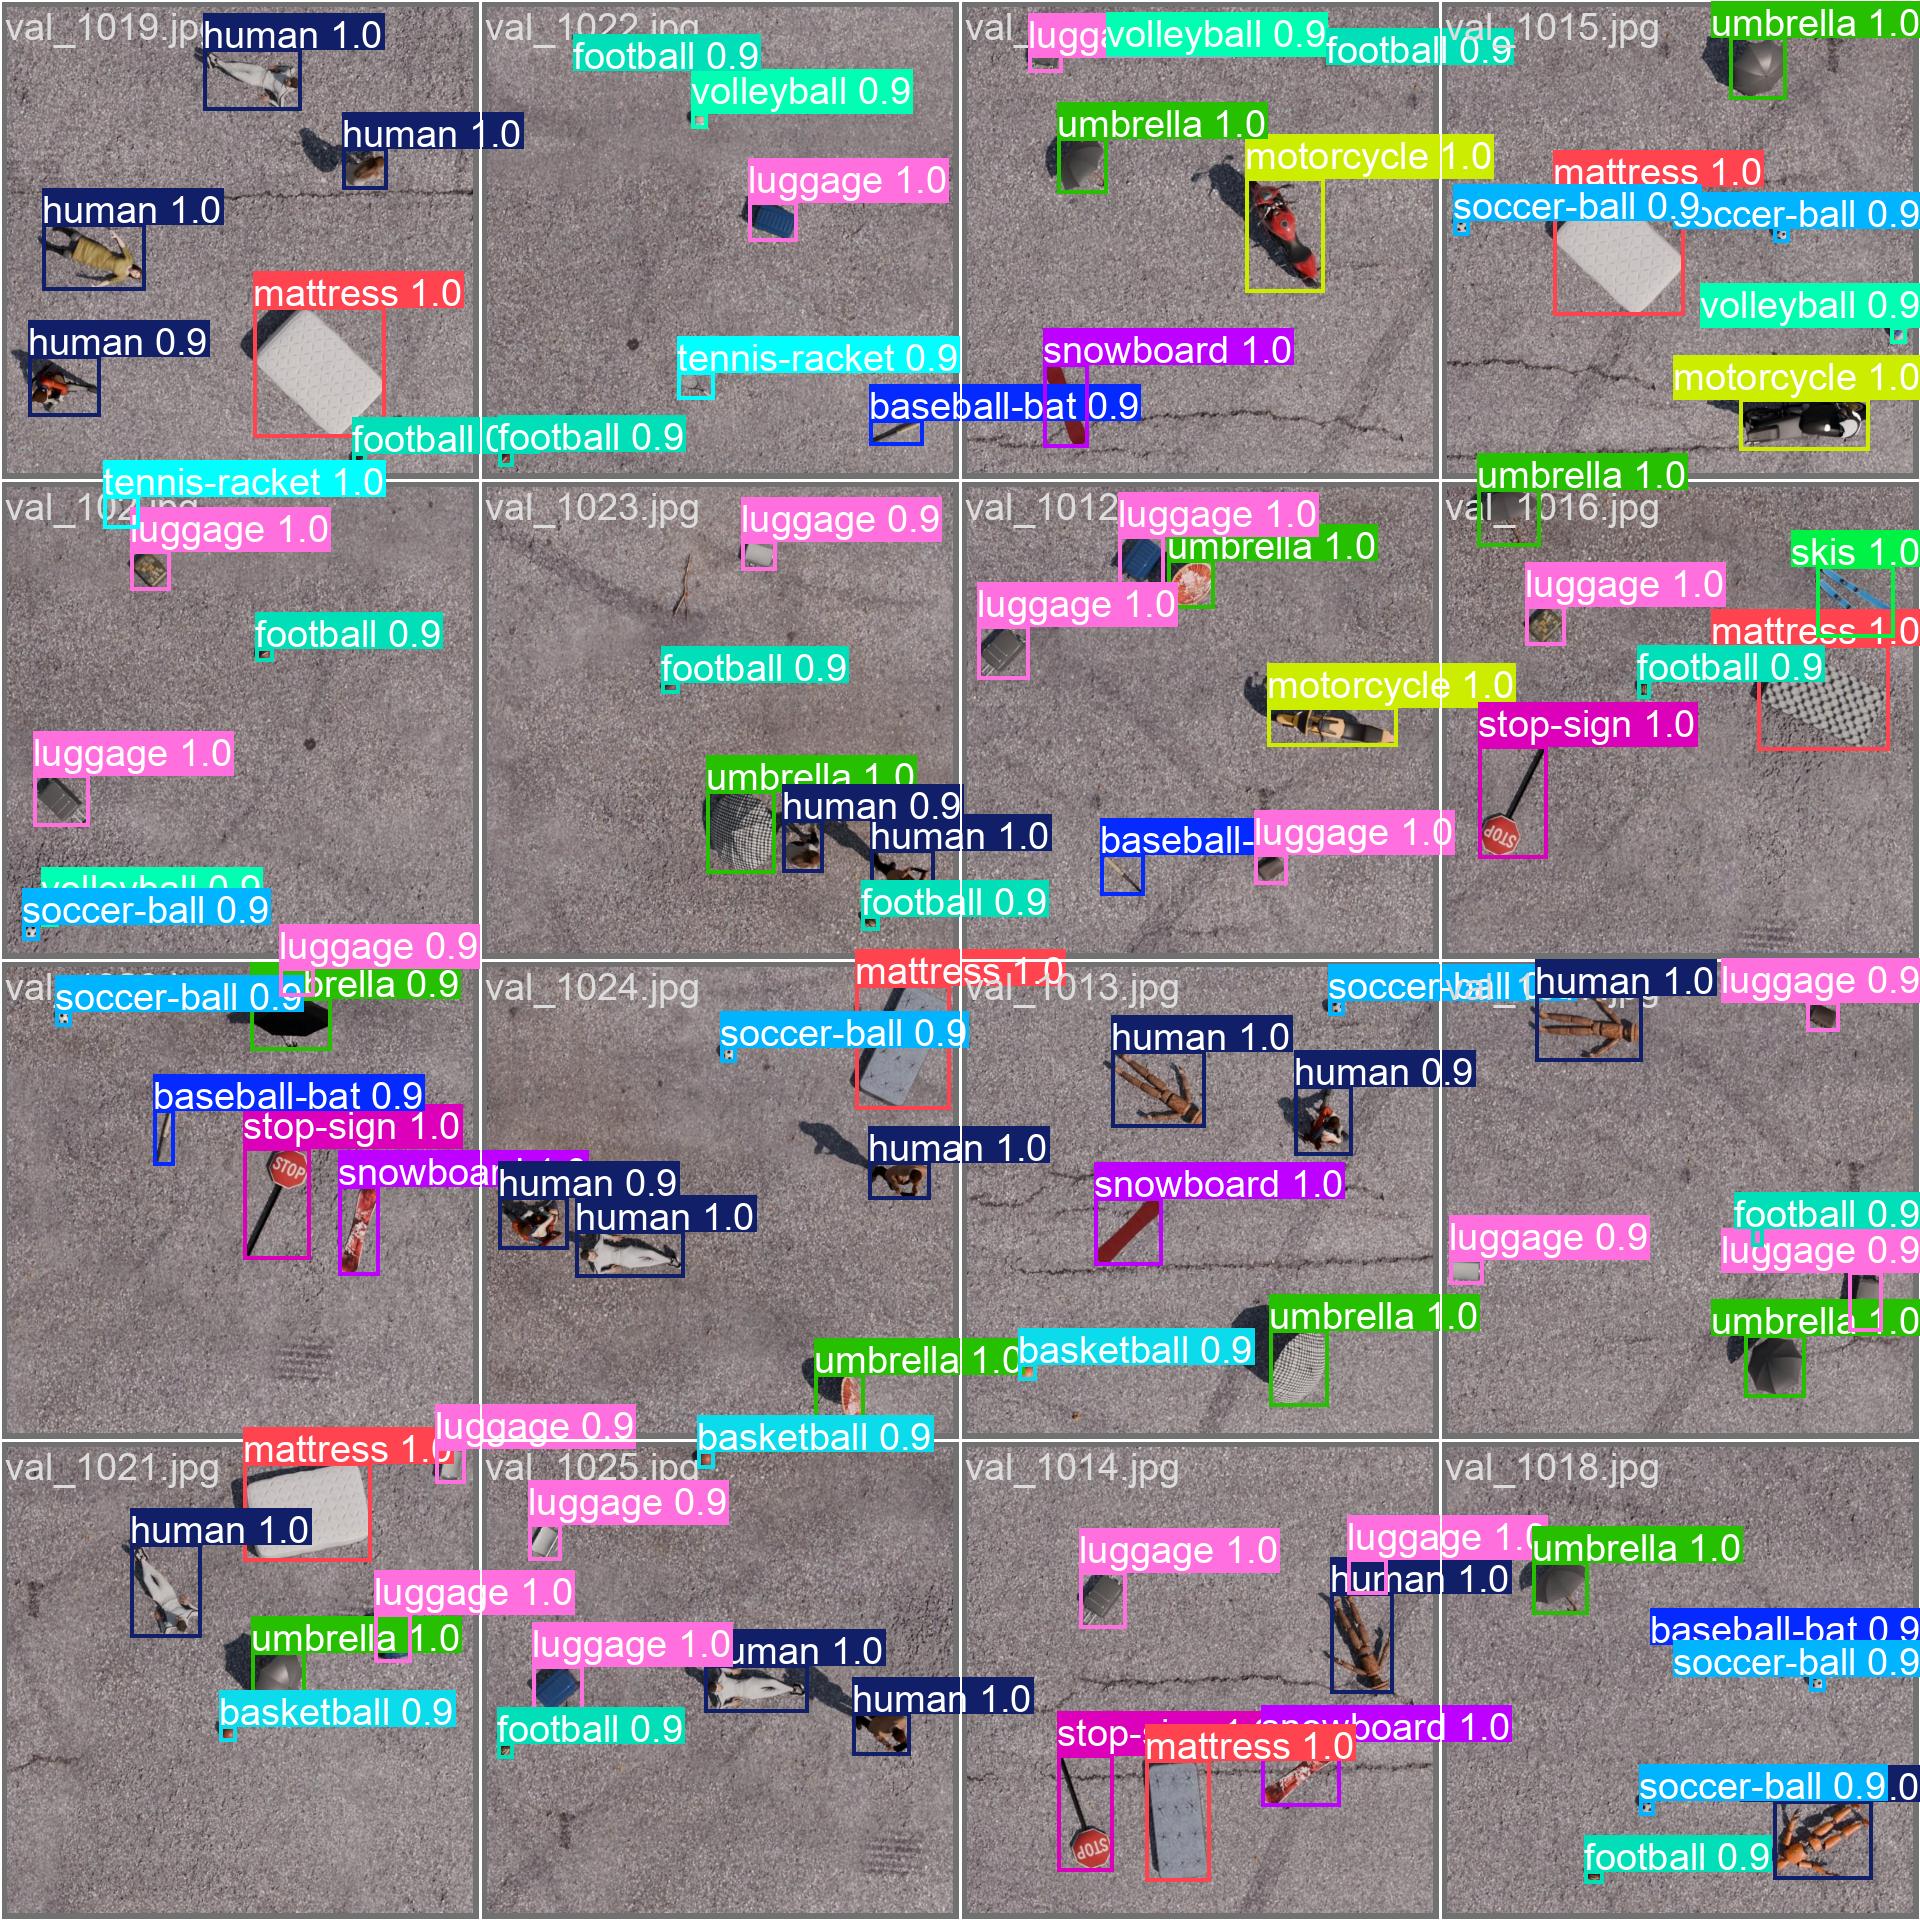 val_1019.jp
human 1.0
human 1.0
human 1.0
human 0.9
mattress 1.0
football
val_1022.jpg
football 0.9
volleyball 0.9
luggage 1.0
tennis-racket 0.9
baseball-bat 0.9
football 0.9
val_
lugga
volleyball 0.9
football 0.9
umbrella 1.0
motorcycle 1.0
snowboard 1.0
val_1015.jpg
umbrella 1.0
mattress 1.0
soccer-ball 0.9
occer-ball 0.9
volleyball 0.9
motorcycle 1.0
tennis-racket 1.0
luggage 1.0
football 0.9
luggage 1.0
volleyball 0.9
soccer-ball 0.9
val_1023.jpg
luggage 0.9
football 0.9
umbrella 1.0
human 0.9
human 1.0
football 0.9
val_1012
luggage 1.0
umbrella 1.0
luggage 1.0
motorcycle 1.0
baseball-
luggage 1.0
umbrella 1.0
val_1016.jpg
skis 1.0
luggage 1.0
mattress 1.0
football 0.9
stop-sign 1.0
STOP
val
luggage 0.9
soccer-ball 0.9
brella 0.9
baseball-bat 0.9
stop-sign 1.0
STOP
snowboar
val_1024.jpg
mattress 1.0
soccer-ball 0.9
human 1.0
human 0.9
human 1.0
umbrella 1.0
val_1013.jpg
soccer-ball
human 1.0
human 0.9
snowboard 1.0
umbrella 1.0
basketball 0.9
human 1.0
luggage 0.9
football 0.9
luggage 0.9
luggage 0.9
umbrella 1.0
val_1021.jpg
mattress 1.0
luggage 0.9
human 1.0
luggage 1.0
umbrella 1.0
basketball 0.9
val_1025.jpg
basketball 0.9
luggage 0.9
luggage 1.0
uman 1.0
human 1.0
football 0.9
val_1014.jpg
luggage 1.0
luggage 1.0
human 1.0
stop-
mattress 1.0
snowboard 1.0
STOP
val_1018.jpg
umbrella 1.0
baseball-bat 0.9
soccer-ball 0.9
soccer-ball 0.9
.0
football 0.9